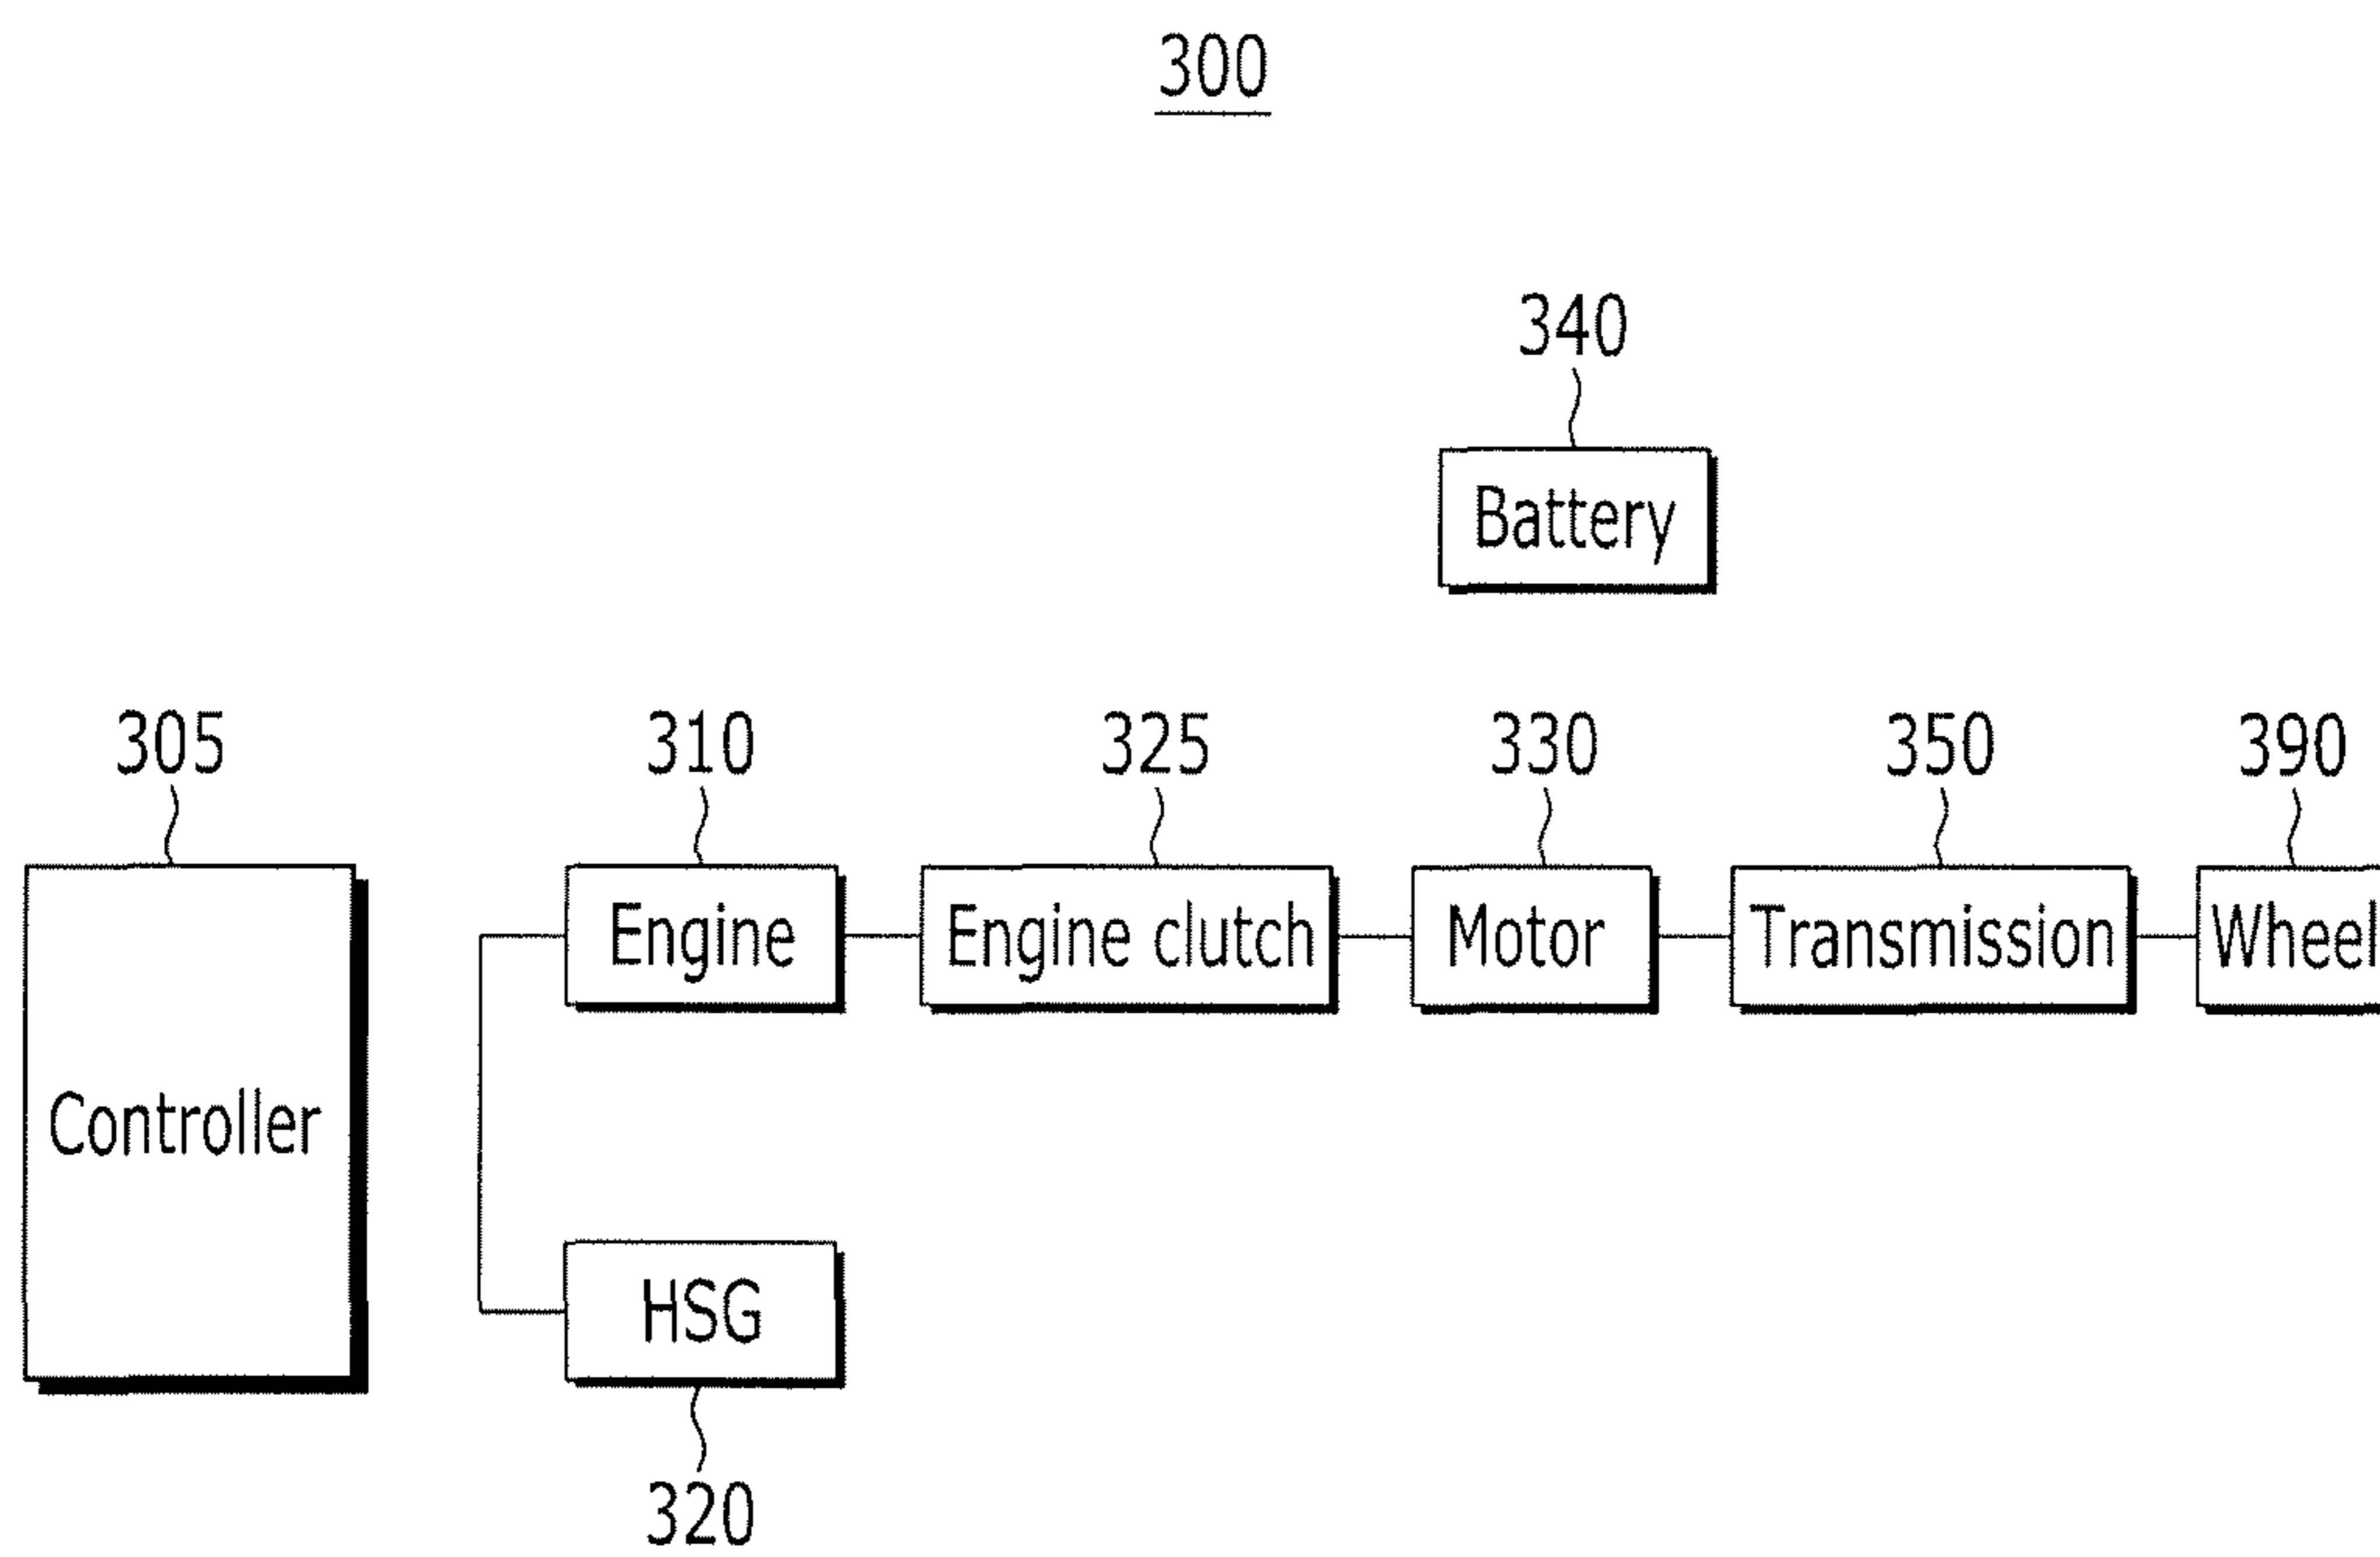 300
340
Battery
305
310
325
330
350
390
Engine
Engine clutch
Motor
Transmission
Wheel
Controller
HSG
320